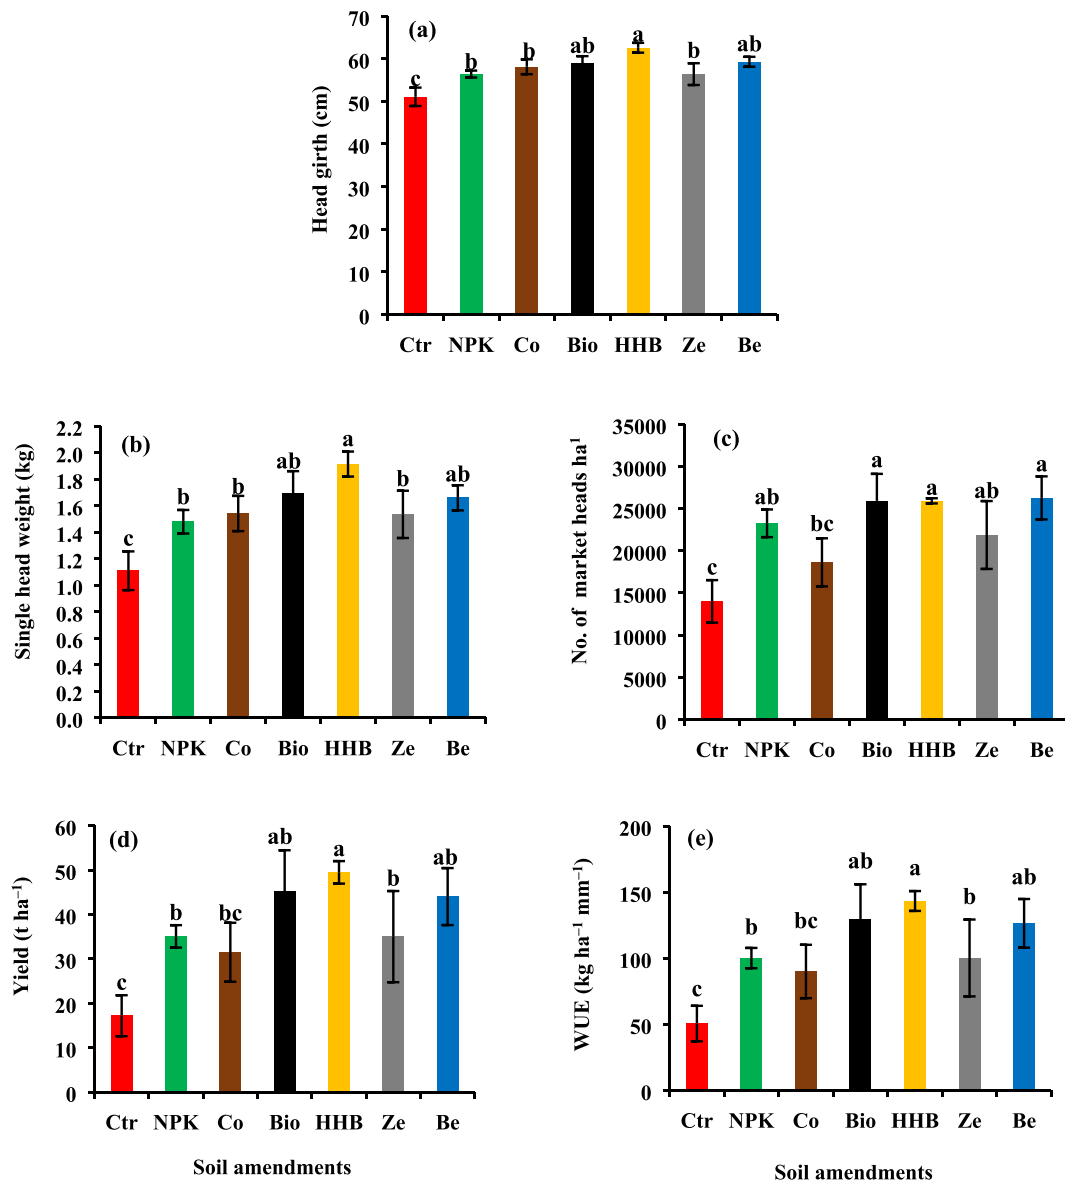 (a)
Head girth (cm)
70
60
50
40
30
20
10
0
c
b
b
ab
a
b
ab
Ctr NPK Co Bio HHB Ze Be
(b)
Single head weight (kg)
2.2
2.0
1.8
1.6
1.4
1.2
1.0
0.8
0.6
0.4
0.2
0.0
c
b
b
ab
a
b
ab
Ctr NPK Co Bio HHB Ze Be
(c)
No. of market heads ha¹
35000
30000
25000
20000
15000
10000
5000
0
c
ab
bc
a
a
ab
a
Ctr NPK Co Bio HHB Ze Be
(d)
Yield (t ha⁻¹)
60
50
40
30
20
10
0
c
b
bc
ab
a
b
ab
Ctr NPK Co Bio HHB Ze Be
Soil amendments
(e)
WUE (kg ha⁻¹ mm⁻¹)
200
150
100
50
0
c
b
bc
ab
a
b
ab
Ctr NPK Co Bio HHB Ze Be
Soil amendments